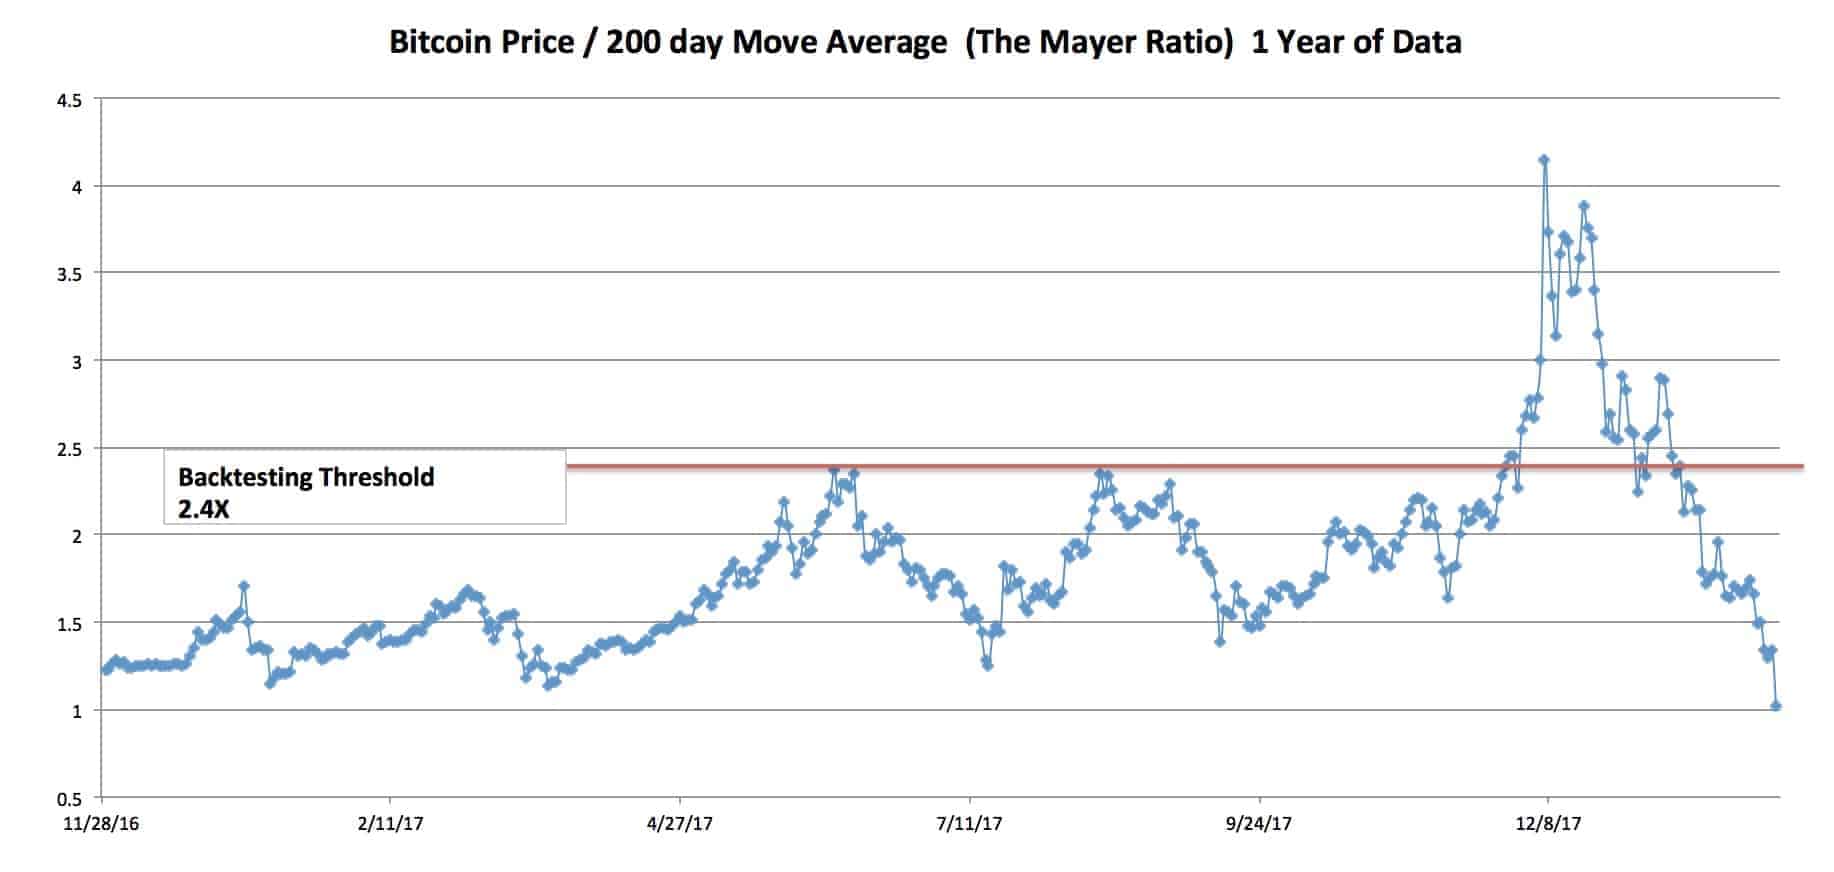 Bitcoin Price / 200 day Move Average (The Mayer Ratio) 1 Year of Data
4.5
4
3.5
3
2.5
Backtesting Threshold
2.4X
2
1.5
1
0.5
11/28/16 2/11/17 4/27/17 7/11/17 9/24/17 12/8/17